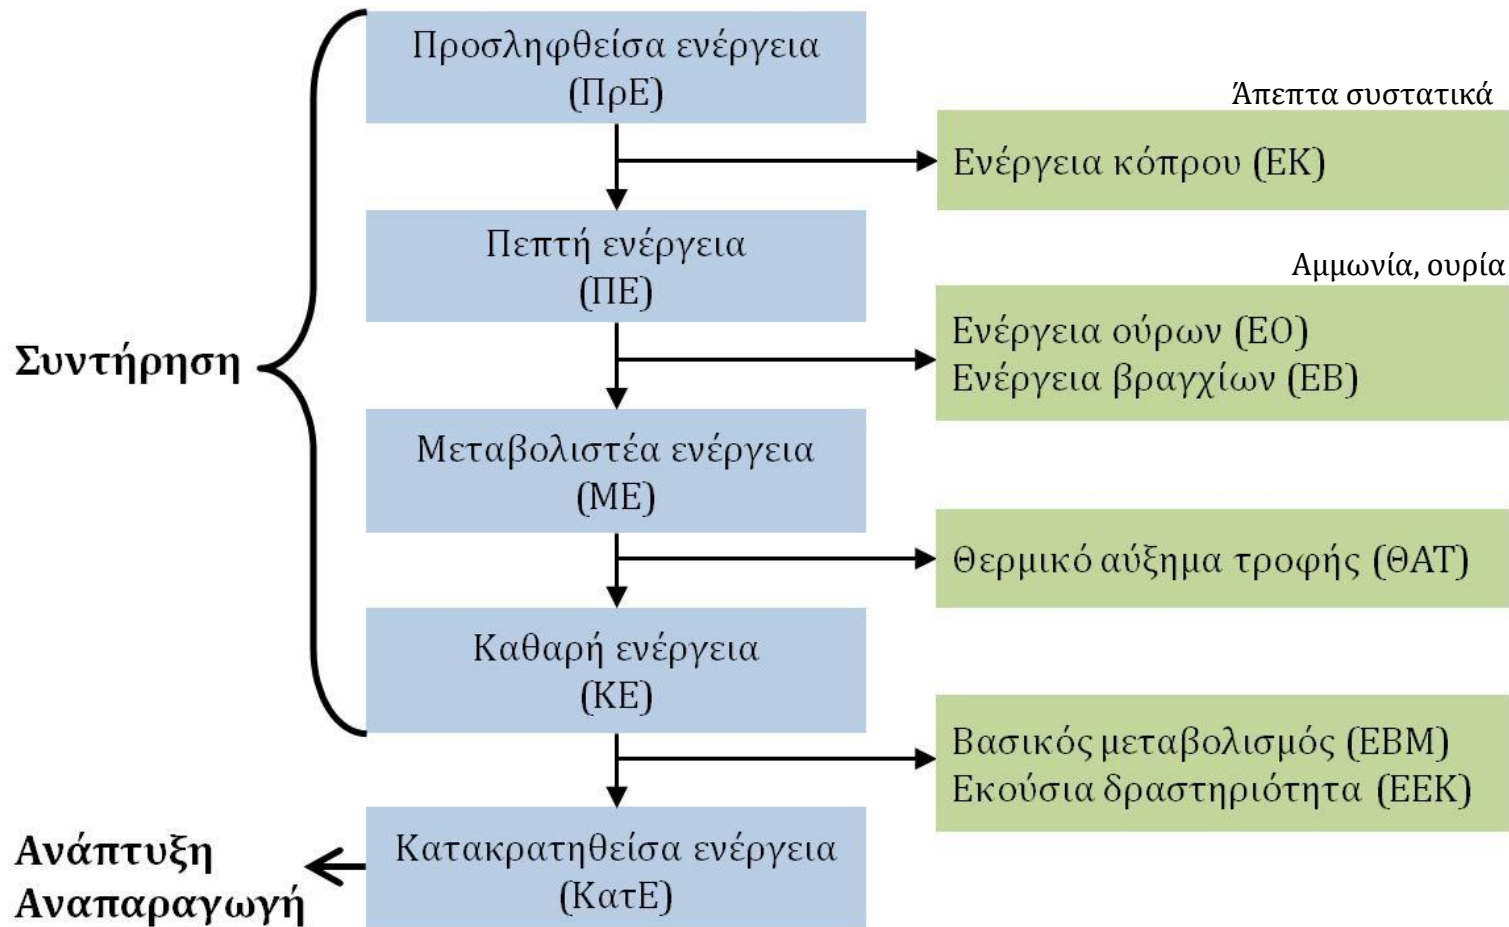 Προσληφθείσα ενέργεια
(ΠρΕ)
Άπεπτα συστατικά
Ενέργεια κόπρου (ΕΚ)
Πεπτή ενέργεια
(ΠΕ)
Αμμωνία, ουρία
Ενέργεια ούρων (ΕΟ)
Ενέργεια βραγχίων (ΕΒ)
Συντήρηση
Μεταβολιστέα ενέργεια
(ΜΕ)
Θερμικό αύξημα τροφής (ΘΑΤ)
Καθαρή ενέργεια
(ΚΕ)
Βασικός μεταβολισμός (ΕΒΜ)
Εκούσια δραστηριότητα (ΕΕΚ)
Κατακρατηθείσα ενέργεια
(ΚατΕ)
Ανάπτυξη
Αναπαραγωγή